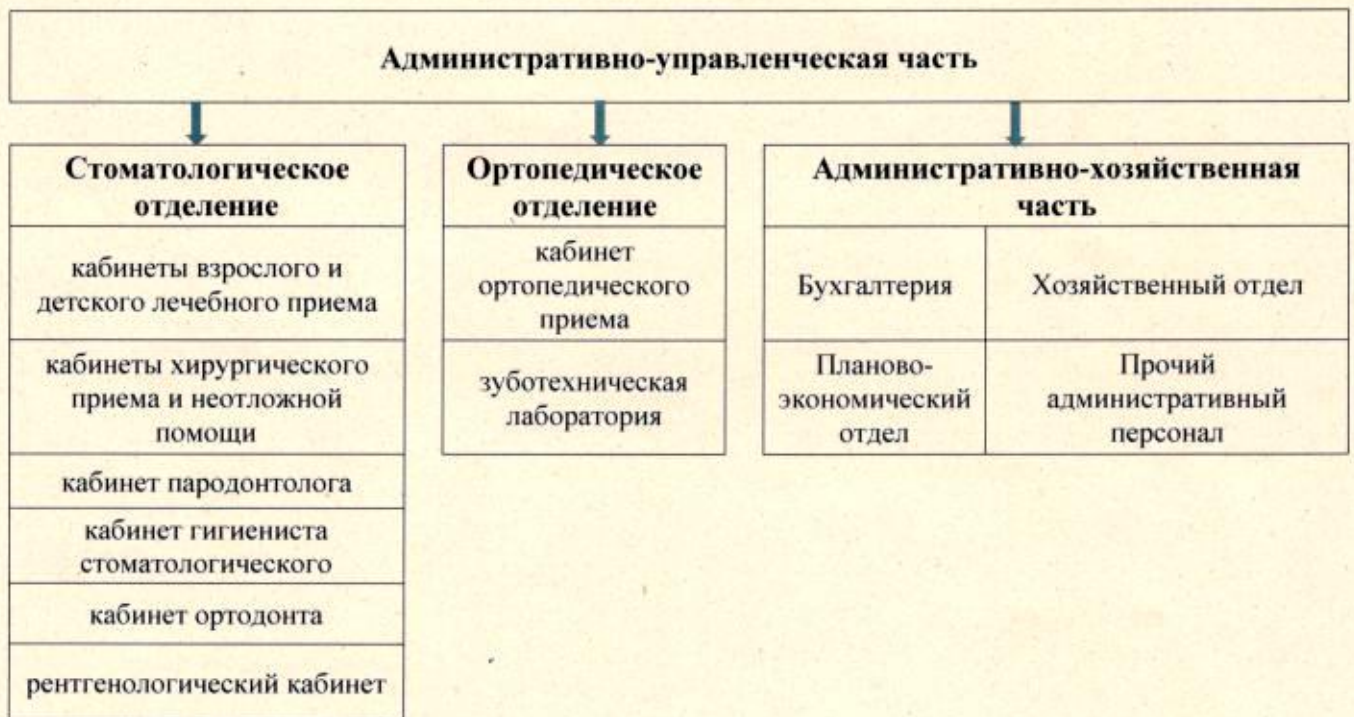 Административно-управленческая часть
Стоматологическое
отделение
кабинеты взрослого и
детского лечебного приема
кабинеты хирургического
приема и неотложной
помощи
кабинет пародонтолога
кабинет гигиениста
стоматологического
кабинет ортодонта
рентгенологический кабинет
Ортопедическое
отделение
кабинет
ортопедического
приема
зуботехническая
лаборатория
Административно-хозяйственная
часть
Бухгалтерия
Хозяйственный отдел
Планово-
экономический
отдел
Прочий
административный
персонал